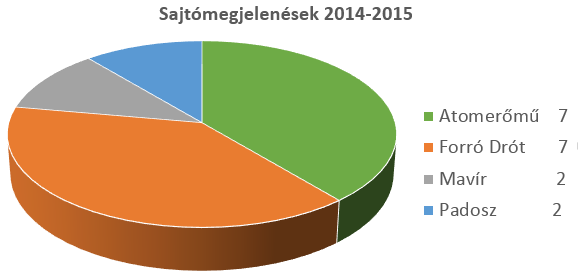 Sajtómegjelenések 2014-2015
Atomerőmű 7
Forró Drót 7
Mavír 2
Padosz 2